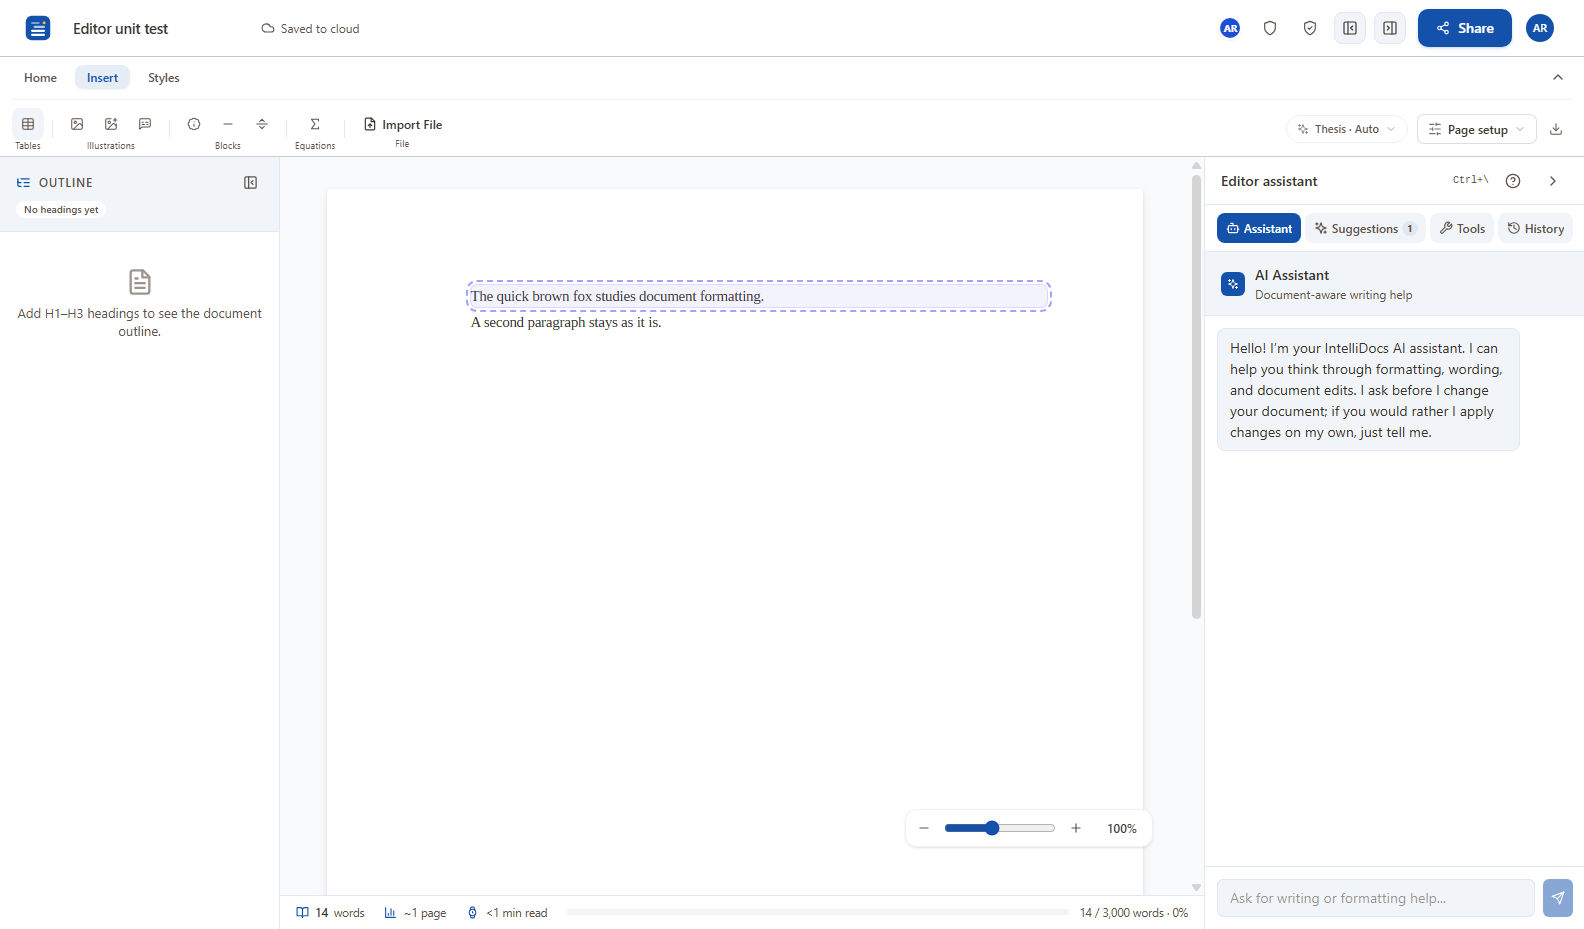 Editor unit test
Saved to cloud
AR
Share
AR
Home
Insert
Styles
Tables
Illustrations
Blocks
Equations
Import File
File
Thesis · Auto
Page setup
OUTLINE
No headings yet
Add H1–H3 headings to see the document
outline.
The quick brown fox studies document formatting.
A second paragraph stays as it is.
100%
14 words
~1 page
<1 min read
14 / 3,000 words · 0%
Editor assistant
Ctrl+\
Assistant
Suggestions 1
Tools
History
AI Assistant
Document-aware writing help
Hello! I'm your IntelliDocs AI assistant. I can
help you think through formatting, wording,
and document edits. I ask before I change
your document; if you would rather I apply
changes on my own, just tell me.
Ask for writing or formatting help...